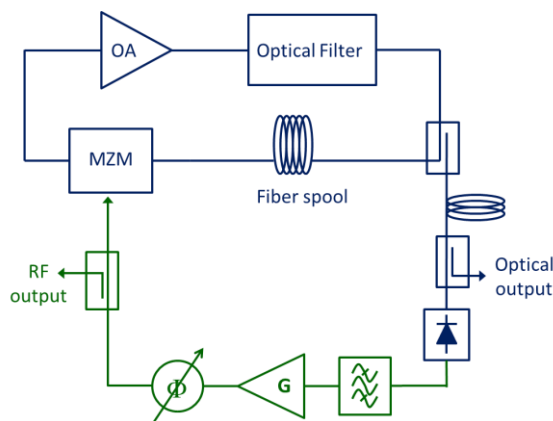 OA
Optical Filter
MZM
Fiber spool
RF
output
Optical
output
Φ
G